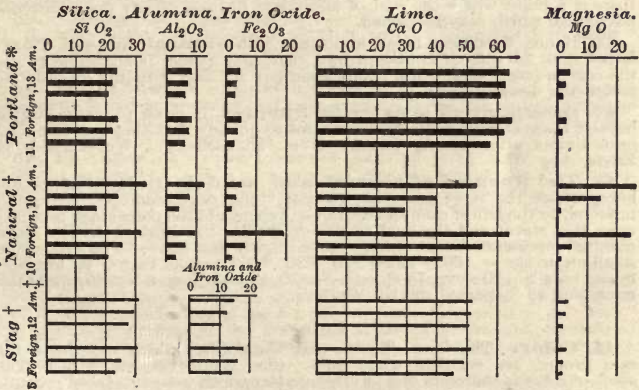 Silica. Alumina. Iron Oxide. Lime. Magnesia.
Si O2 Al2O3 Fe2O3 Ca O Mg O
0 10 20 30 0 10 0 10 20 0 10 20 30 40 50 60 0 10 20
Portland *
11 Foreign, 13 Am.
Natural †
10 Foreign, 10 Am.
Alumina and
Iron Oxide
0 10 20
Slag †
5 Foreign, 12 Am.‡